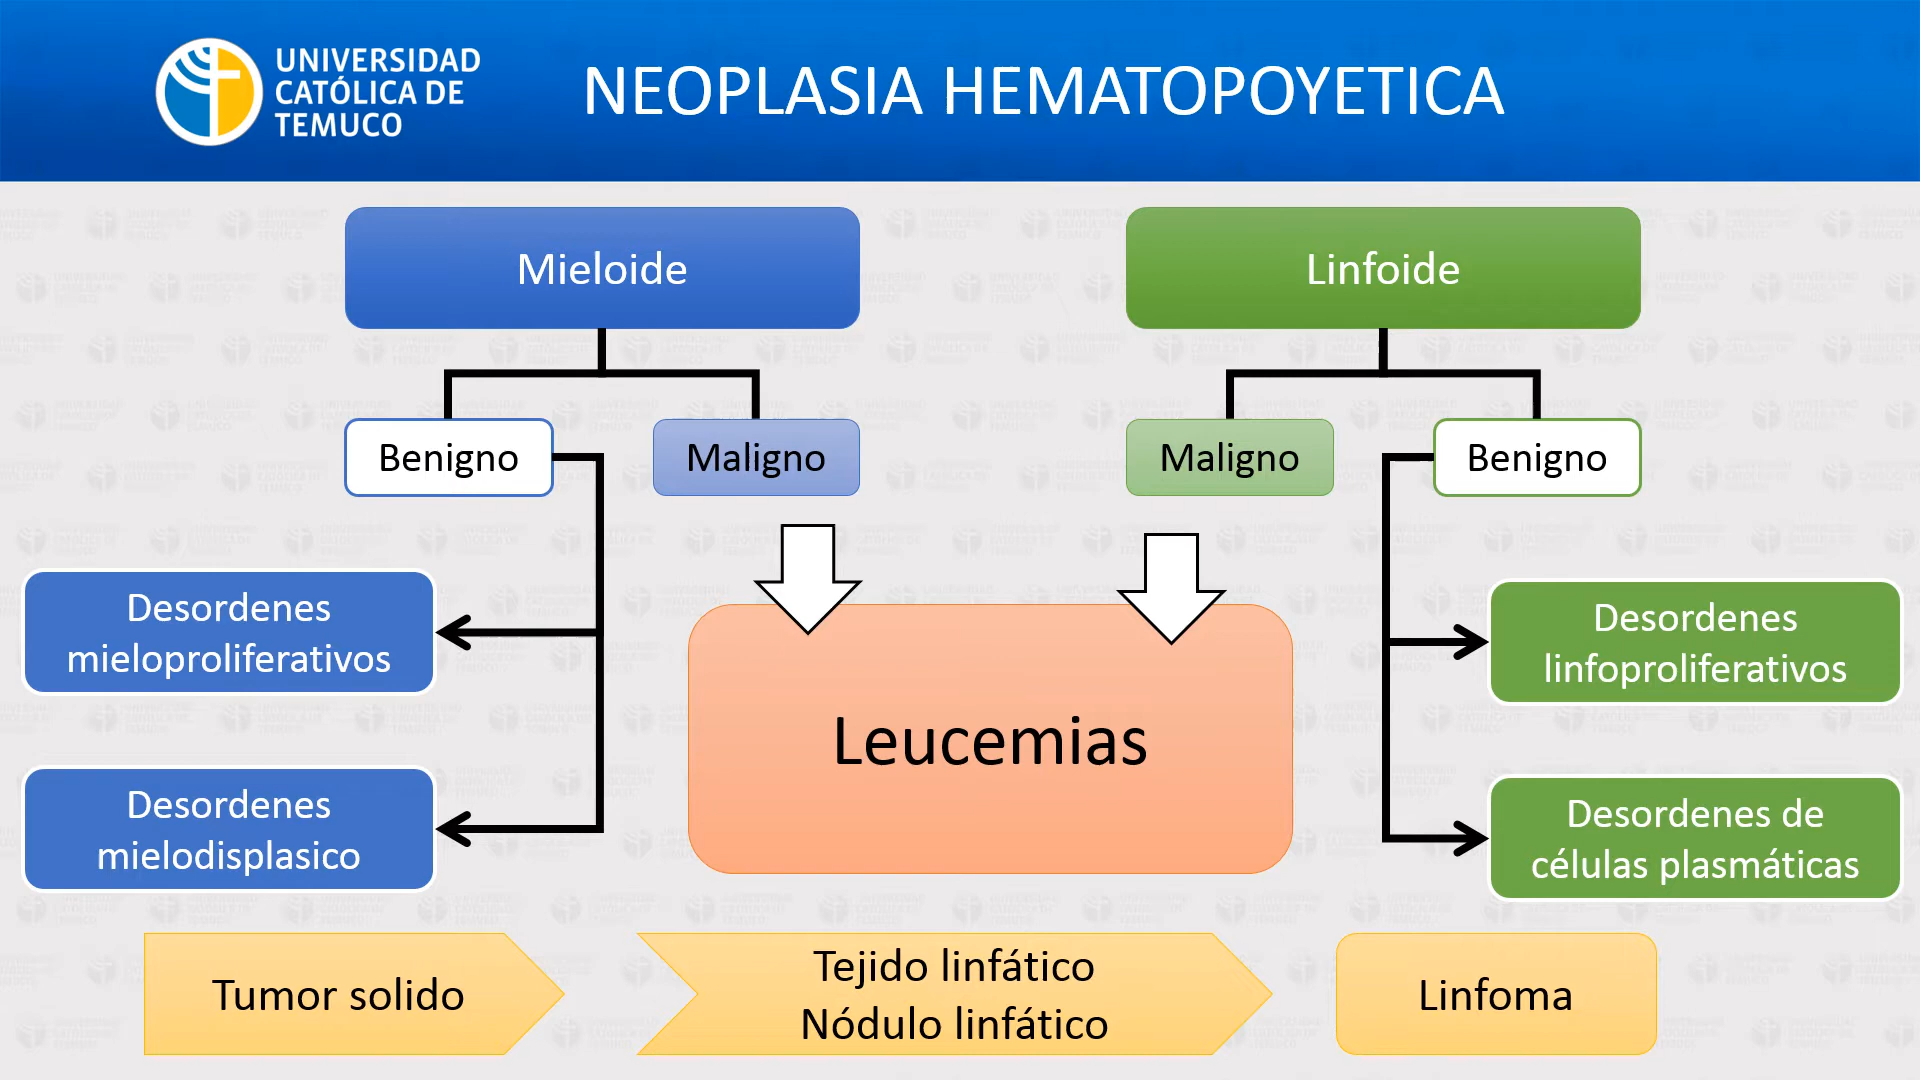 UNIVERSIDAD
CATÓLICA DE
TEMUCO
NEOPLASIA HEMATOPOYETICA
Mieloide
Linfoide
Benigno
Maligno
Maligno
Benigno
Desordenes
mieloproliferativos
Desordenes
linfoproliferativos
Leucemias
Desordenes
mielodisplasico
Desordenes de
células plasmáticas
Tumor solido
Tejido linfático
Nódulo linfático
Linfoma